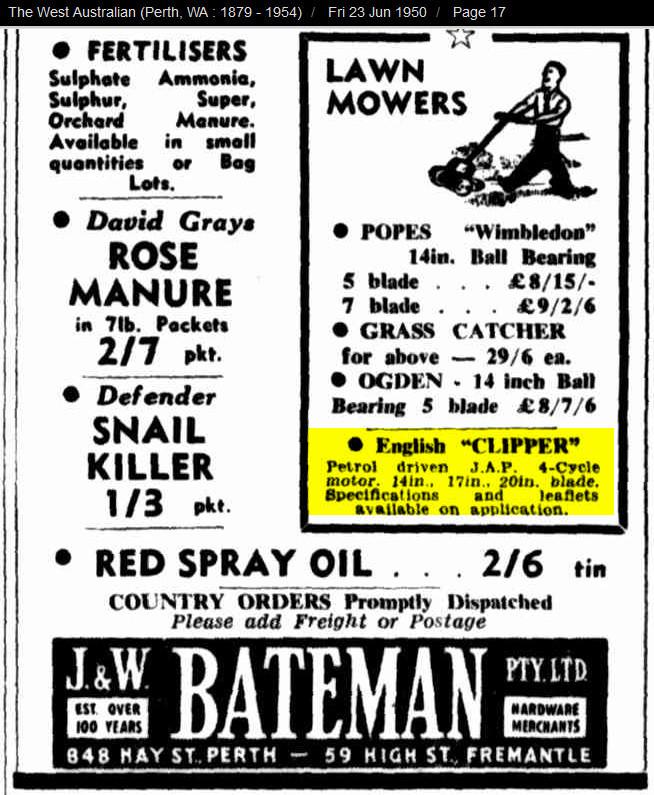 The West Australian (Perth, WA : 1879 - 1954) / Fri 23 Jun 1950 / Page 17
● FERTILISERS
Sulphate Ammonia,
Sulphur, Super,
Orchard Manure.
Available in small
quantities or Bag
Lots.
● David Grays
ROSE
MANURE
in 7lb. Packets
2/7 pkt.
● Defender
SNAIL
KILLER
1/3 pkt.
LAWN
MOWERS
● POPES "Wimbledon"
14in. Ball Bearing
5 blade . . . £8/15/-
7 blade . . . £9/2/6
● GRASS CATCHER
for above — 29/6 ea.
● OGDEN - 14 inch Ball
Bearing 5 blade £8/7/6
● English "CLIPPER"
Petrol driven J.A.P. 4-Cycle
motor. 14in., 17in., 20in. blade.
Specifications and leaflets
available on application.
● RED SPRAY OIL . . . 2/6 tin
COUNTRY ORDERS Promptly Dispatched
Please add Freight or Postage
J. & W. BATEMAN PTY. LTD.
EST. OVER
100 YEARS
HARDWARE
MERCHANTS
848 HAY ST., PERTH — 59 HIGH ST., FREMANTLE